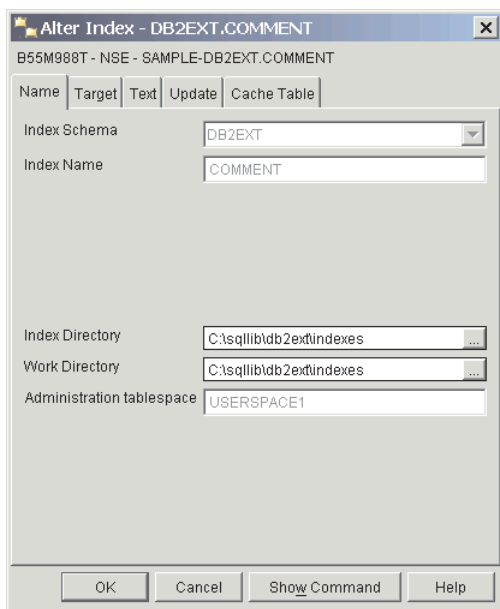 Alter Index - DB2EXT.COMMENT
B55M988T - NSE - SAMPLE-DB2EXT.COMMENT
Name Target Text Update Cache Table
Index Schema DB2EXT
Index Name COMMENT
Index Directory C:\sqllib\db2ext\indexes ...
Work Directory C:\sqllib\db2ext\indexes ...
Administration tablespace USERSPACE1
OK Cancel Show Command Help